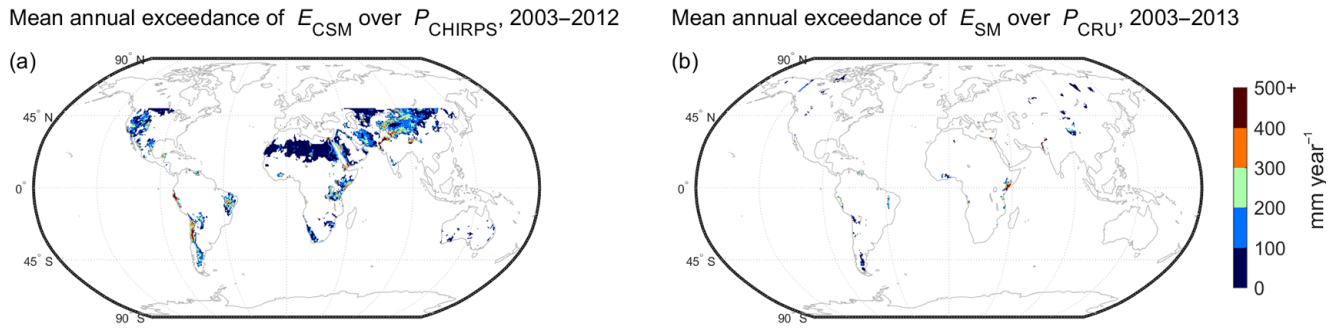 Mean annual exceedance of E_CSM over P_CHIRPS, 2003–2012
Mean annual exceedance of E_SM over P_CRU, 2003–2013
(a)
90° N
45° N
0°
45° S
90° S
(b)
90° N
45° N
0°
45° S
90° S
500+
400
300
200
100
0
mm year⁻¹